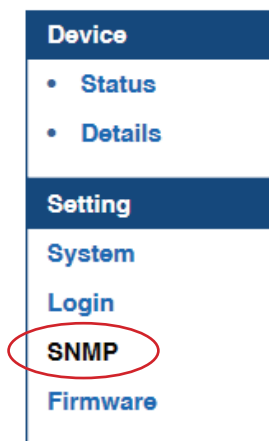 Device
• Status
• Details
Setting
System
Login
SNMP
Firmware